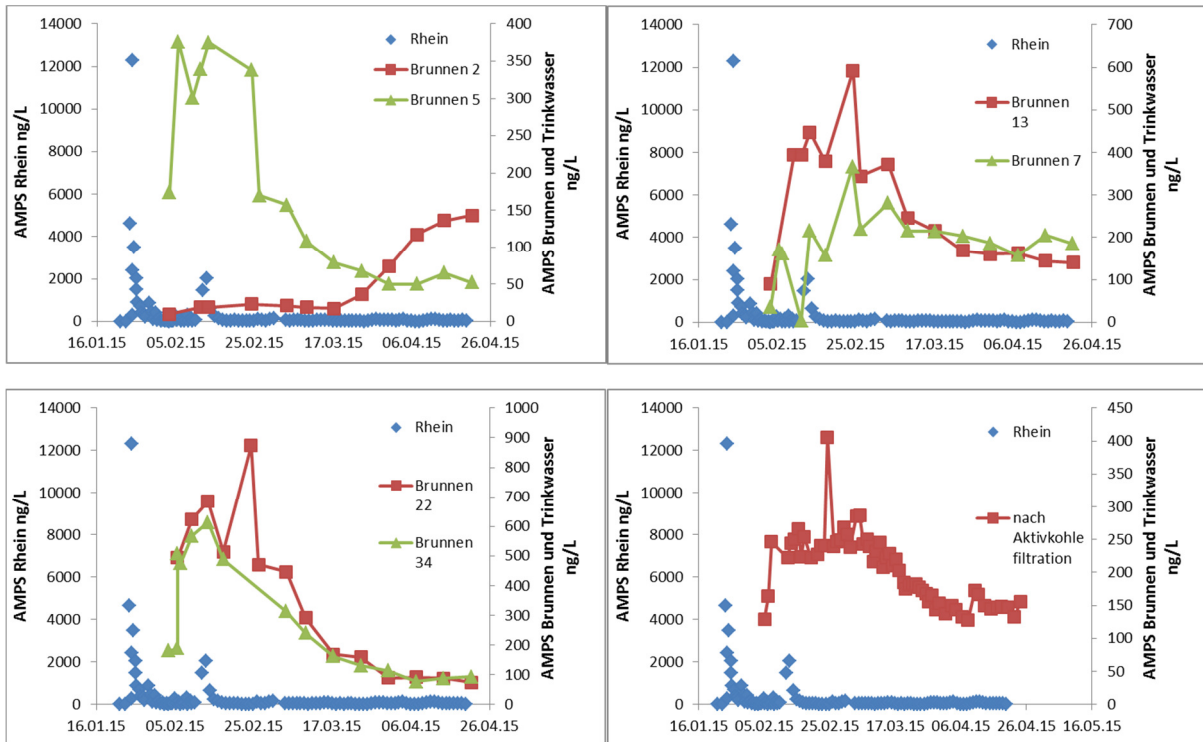 AMPS Rhein ng/L
14000
12000
10000
8000
6000
4000
2000
0
16.01.15 05.02.15 25.02.15 17.03.15 06.04.15 26.04.15
400
350
300
250
200
150
100
50
0
AMPS Brunnen und Trinkwasser
ng/L
Rhein
Brunnen 2
Brunnen 5
AMPS Rhein ng/L
14000
12000
10000
8000
6000
4000
2000
0
16.01.15 05.02.15 25.02.15 17.03.15 06.04.15 26.04.15
700
600
500
400
300
200
100
0
AMPS Brunnen und Trinkwasser
ng/L
Rhein
Brunnen
13
Brunnen 7
AMPS Rhein ng/L
14000
12000
10000
8000
6000
4000
2000
0
16.01.15 05.02.15 25.02.15 17.03.15 06.04.15 26.04.15
1000
900
800
700
600
500
400
300
200
100
0
AMPS Brunnen und Trinkwasser
ng/L
Rhein
Brunnen
22
Brunnen
34
AMPS Rhein ng/L
14000
12000
10000
8000
6000
4000
2000
0
16.01.15 05.02.15 25.02.15 17.03.15 06.04.15 26.04.15 16.05.15
450
400
350
300
250
200
150
100
50
0
AMPS Brunnen und Trinkwasser
ng/L
Rhein
nach
Aktivkohle
filtration